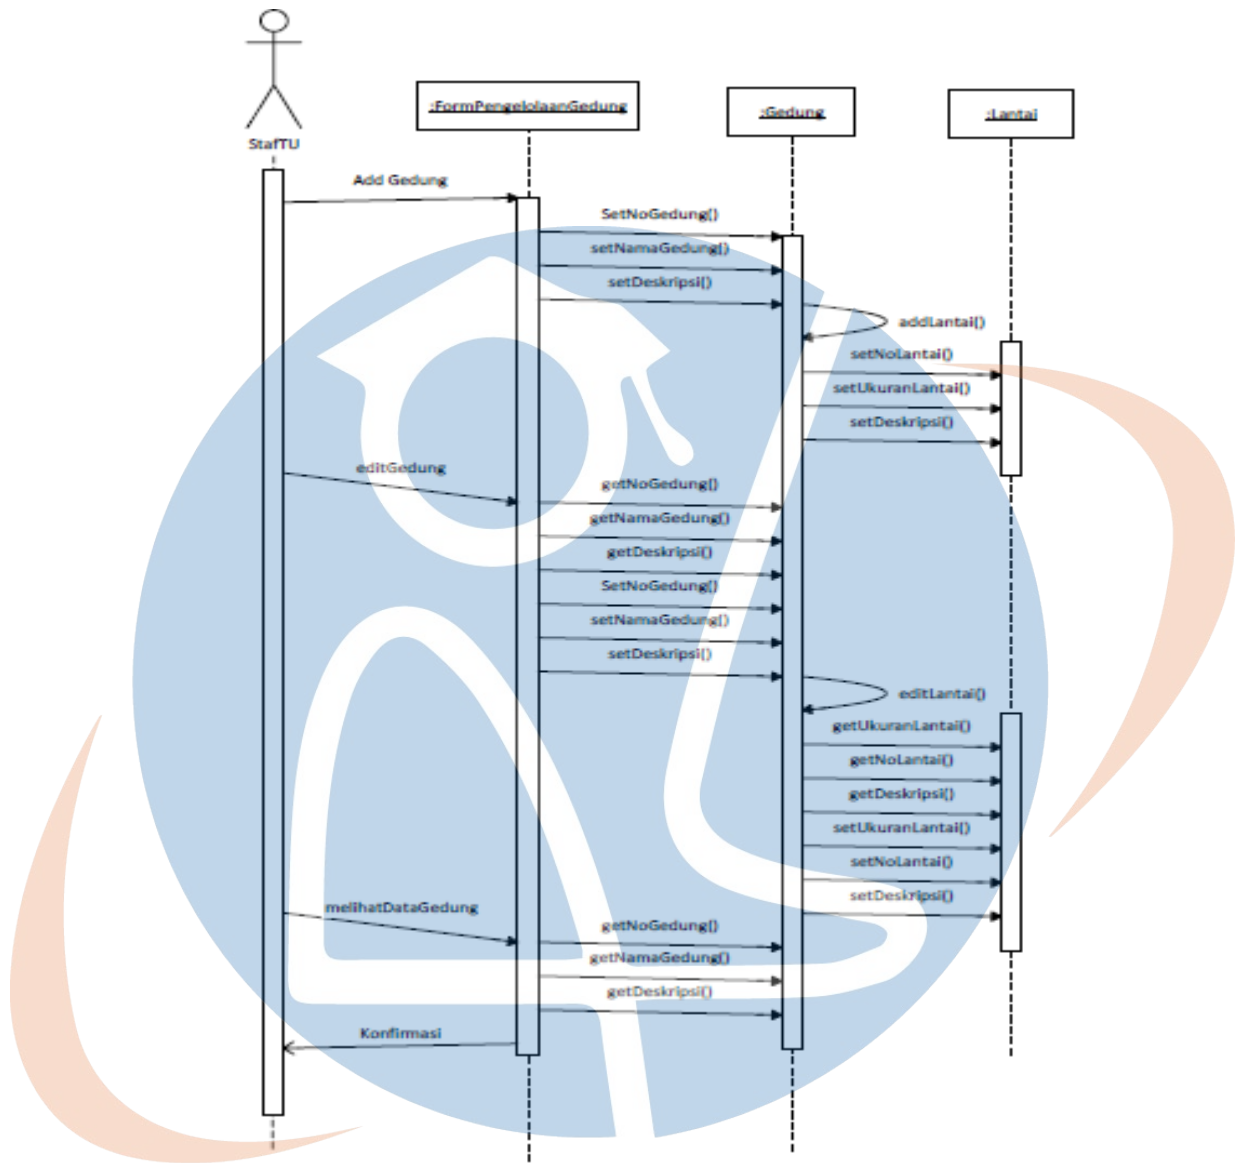 :FormPengelolaanGedung
:Gedung
:Lantai
StafTU
Add Gedung
SetNoGedung()
setNamaGedung()
setDeskripsi()
addLantai()
setNoLantai()
setUkuranLantai()
setDeskripsi()
editGedung
getNoGedung()
getNamaGedung()
getDeskripsi()
SetNoGedung()
setNamaGedung()
setDeskripsi()
editLantai()
getUkuranLantai()
getNoLantai()
getDeskripsi()
setUkuranLantai()
setNoLantai()
setDeskripsi()
melihatDataGedung
getNoGedung()
getNamaGedung()
getDeskripsi()
Konfirmasi